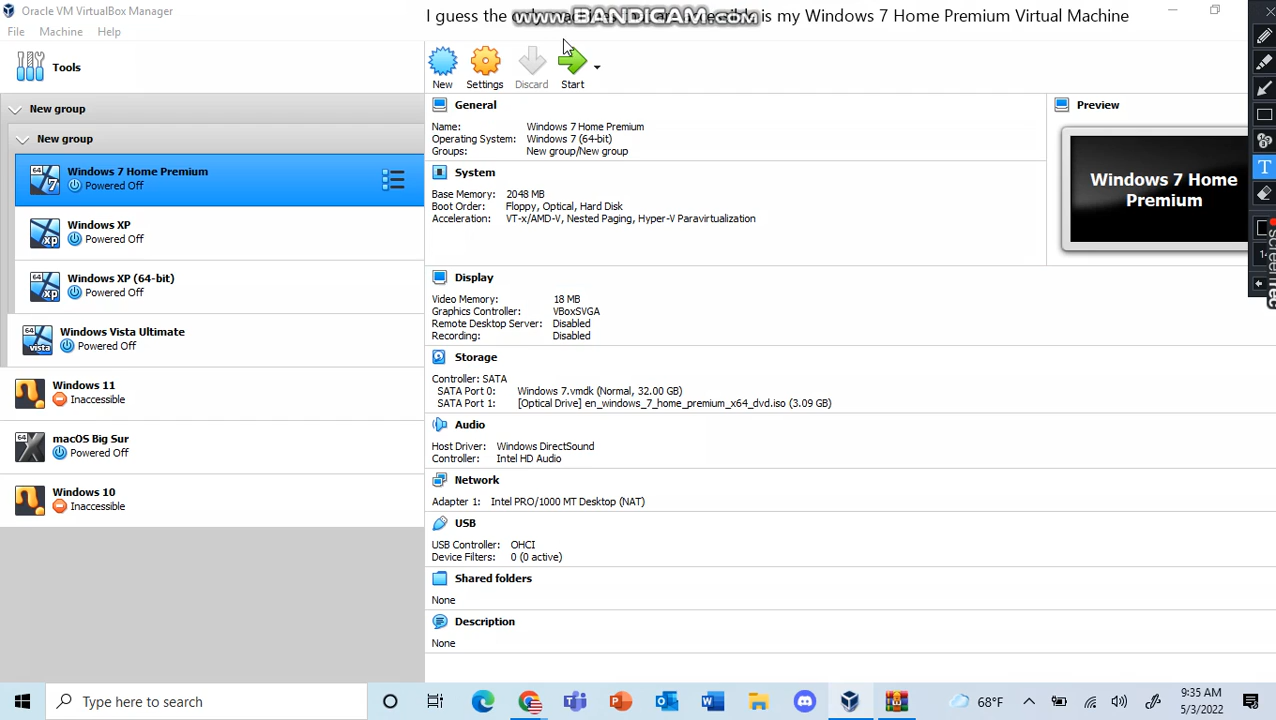 Oracle VM VirtualBox Manager
I guess the is my Windows 7 Home Premium Virtual Machine
www.BANDICAM.com
File Machine Help
Tools
New Settings Discard Start
New group
New group
Windows 7 Home Premium
Powered Off
Windows XP
Powered Off
Windows XP (64-bit)
Powered Off
Windows Vista Ultimate
Powered Off
Windows 11
Inaccessible
macOS Big Sur
Powered Off
Windows 10
Inaccessible
General
Name: Windows 7 Home Premium
Operating System: Windows 7 (64-bit)
Groups: New group/New group
Preview
Windows 7 Home
Premium
System
Base Memory: 2048 MB
Boot Order: Floppy, Optical, Hard Disk
Acceleration: VT-x/AMD-V, Nested Paging, Hyper-V Paravirtualization
Display
Video Memory: 18 MB
Graphics Controller: VBoxSVGA
Remote Desktop Server: Disabled
Recording: Disabled
Storage
Controller: SATA
SATA Port 0: Windows 7.vmdk (Normal, 32.00 GB)
SATA Port 1: [Optical Drive] en_windows_7_home_premium_x64_dvd.iso (3.09 GB)
Audio
Host Driver: Windows DirectSound
Controller: Intel HD Audio
Network
Adapter 1: Intel PRO/1000 MT Desktop (NAT)
USB
USB Controller: OHCI
Device Filters: 0 (0 active)
Shared folders
None
Description
None
Type here to search
68°F
9:35 AM
5/3/2022